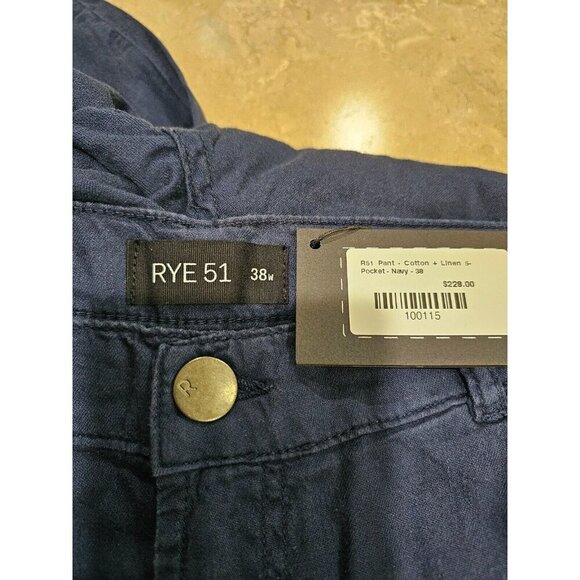 RYE 51 38w
R51 Pant - Cotton + Linen 5-
Pocket - Navy - 38
$228.00
100115
R